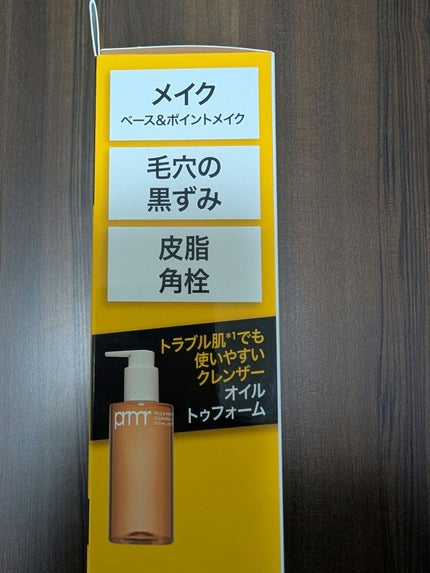 メイク
ベース&ポイントメイク
毛穴の
黒ずみ
皮脂
角栓
トラブル肌*1でも
使いやすい
クレンザー
オイル
トゥフォーム
prmr
CLEANSING